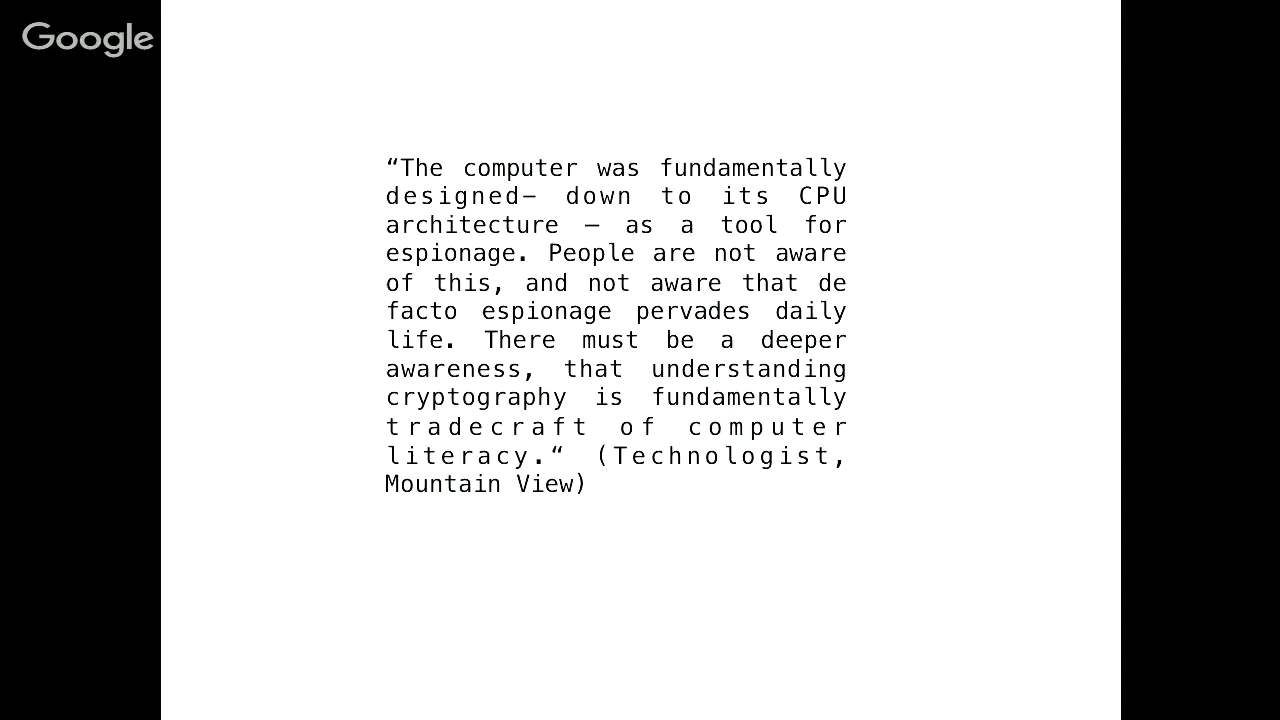 Google
“The computer was fundamentally
designed– down to its CPU
architecture – as a tool for
espionage. People are not aware
of this, and not aware that de
facto espionage pervades daily
life. There must be a deeper
awareness, that understanding
cryptography is fundamentally
tradecraft of computer
literacy.“ (Technologist,
Mountain View)